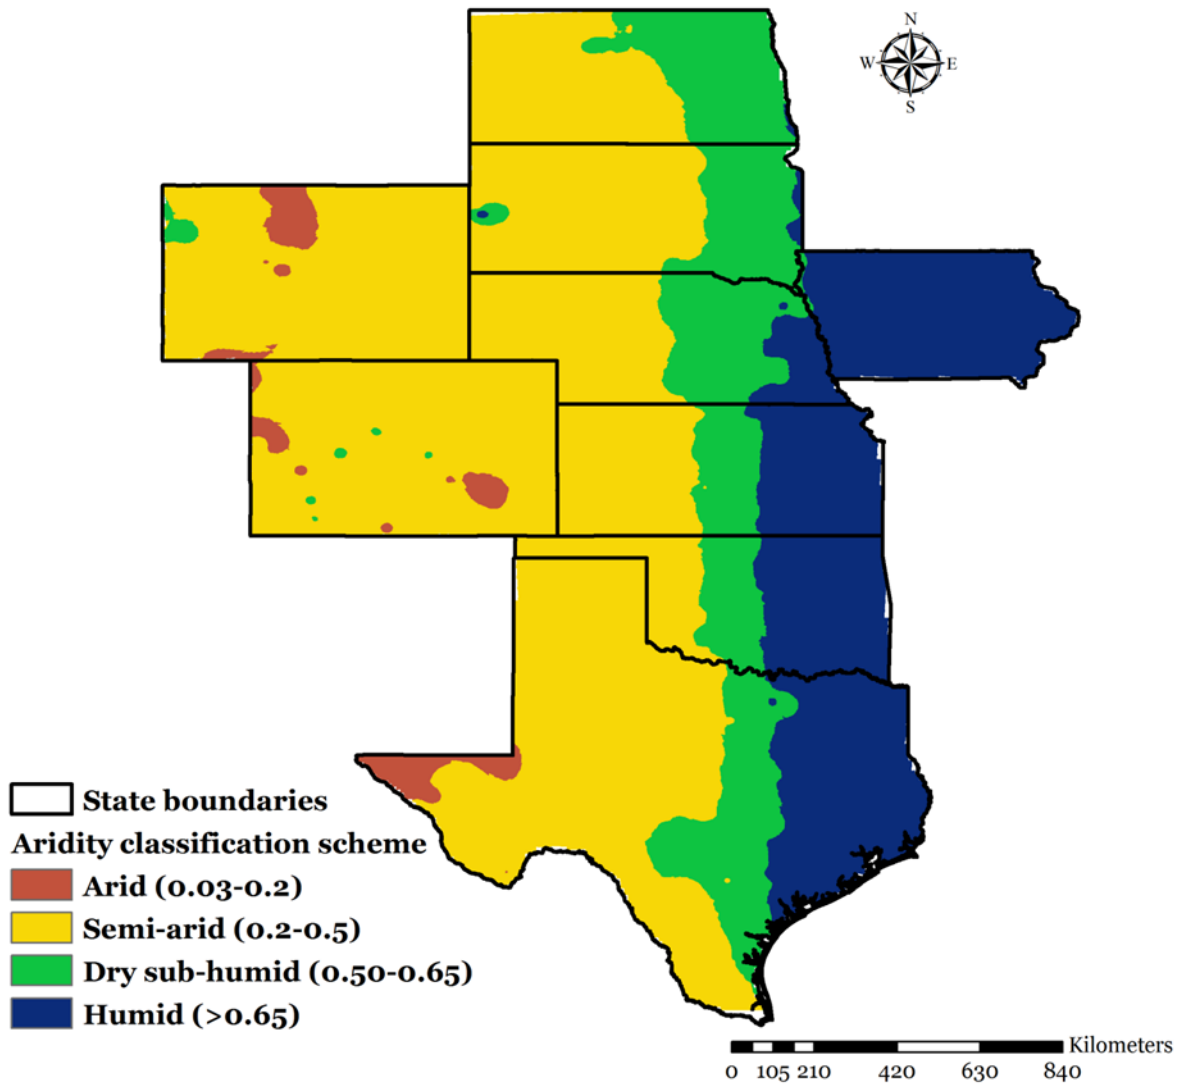 N
W E
S
State boundaries
Aridity classification scheme
Arid (0.03-0.2)
Semi-arid (0.2-0.5)
Dry sub-humid (0.50-0.65)
Humid (>0.65)
Kilometers
0 105 210 420 630 840